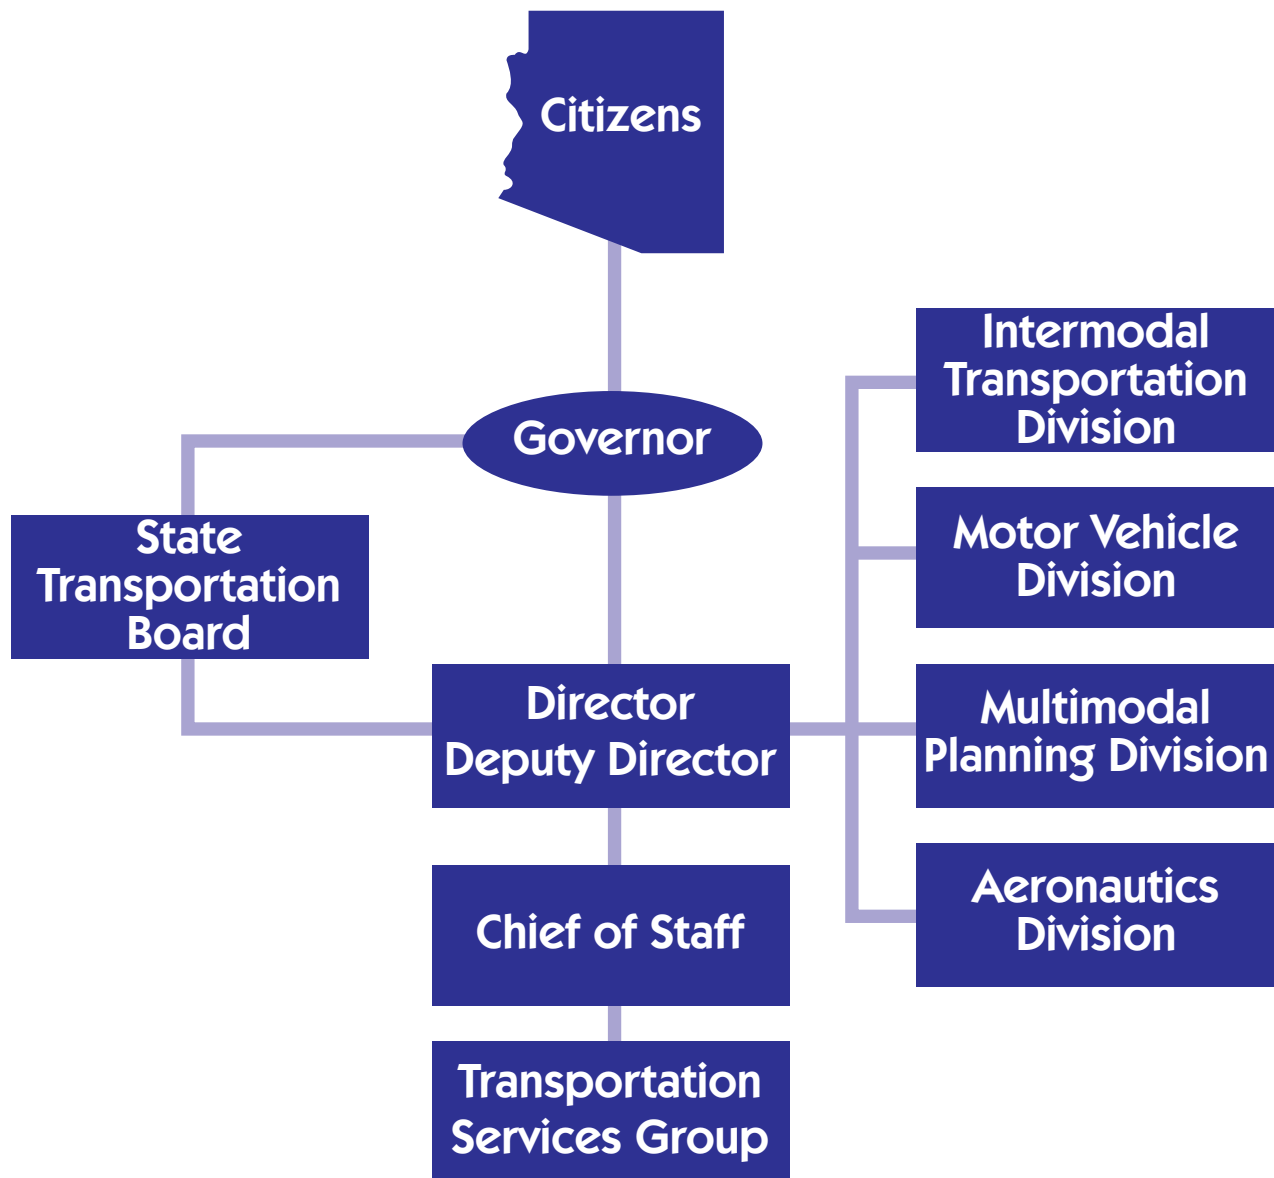 Citizens
Governor
State
Transportation
Board
Director
Deputy Director
Chief of Staff
Transportation
Services Group
Intermodal
Transportation
Division
Motor Vehicle
Division
Multimodal
Planning Division
Aeronautics
Division